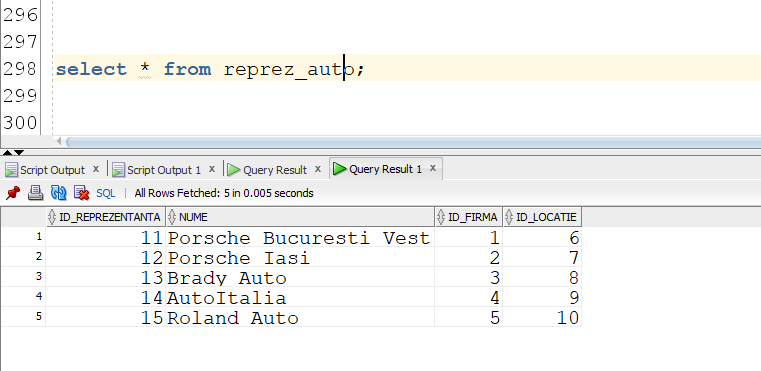 296
297
298 select * from reprez_auto;
299
300
Script Output x Script Output 1 x Query Result x Query Result 1 x
SQL | All Rows Fetched: 5 in 0.005 seconds
ID_REPREZENTANTA NUME ID_FIRMA ID_LOCATIE
1 11 Porsche Bucuresti Vest 1 6
2 12 Porsche Iasi 2 7
3 13 Brady Auto 3 8
4 14 AutoItalia 4 9
5 15 Roland Auto 5 10